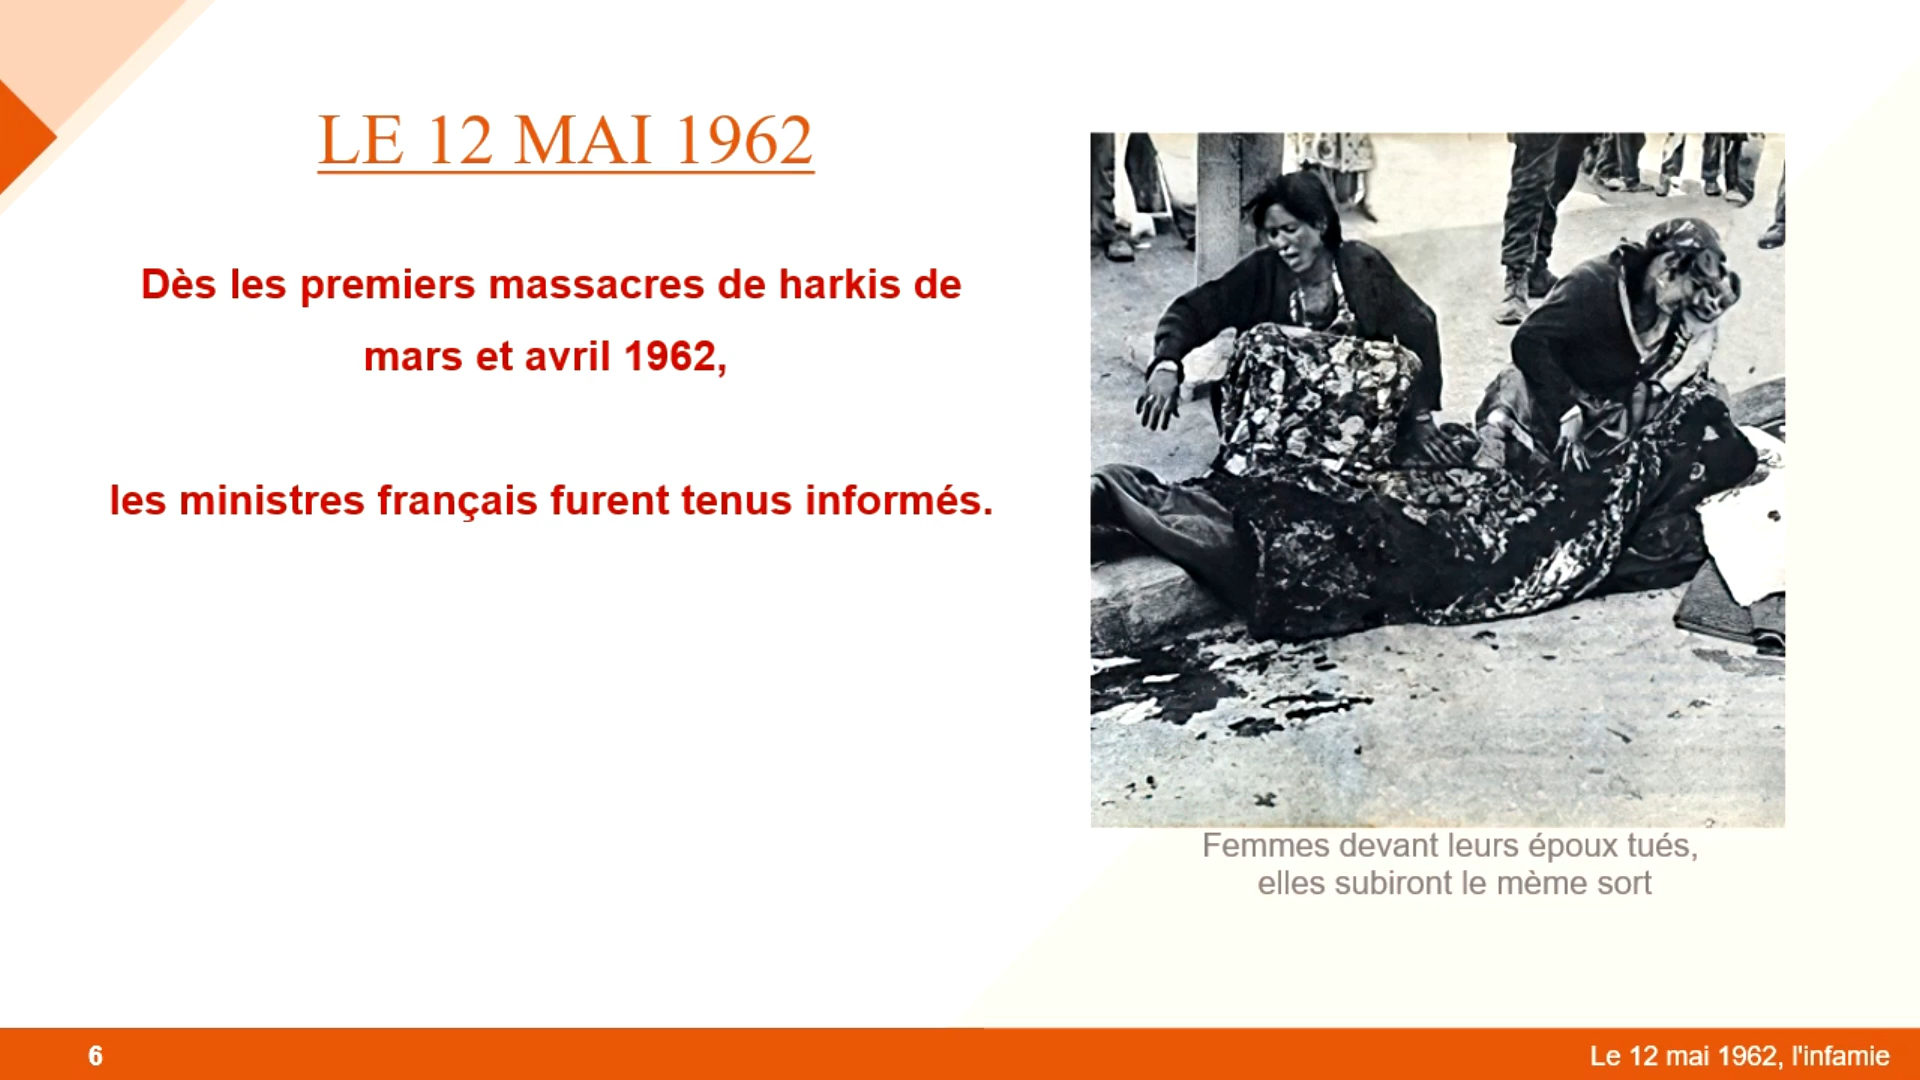 LE 12 MAI 1962
Dès les premiers massacres de harkis de
mars et avril 1962,
les ministres français furent tenus informés.
Femmes devant leurs époux tués,
elles subiront le mème sort
6
Le 12 mai 1962, l'infamie